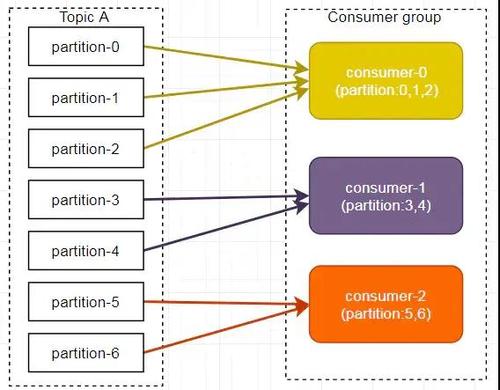 Topic A
partition-0
partition-1
partition-2
partition-3
partition-4
partition-5
partition-6
Consumer group
consumer-0
(partition:0,1,2)
consumer-1
(partition:3,4)
consumer-2
(partition:5,6)